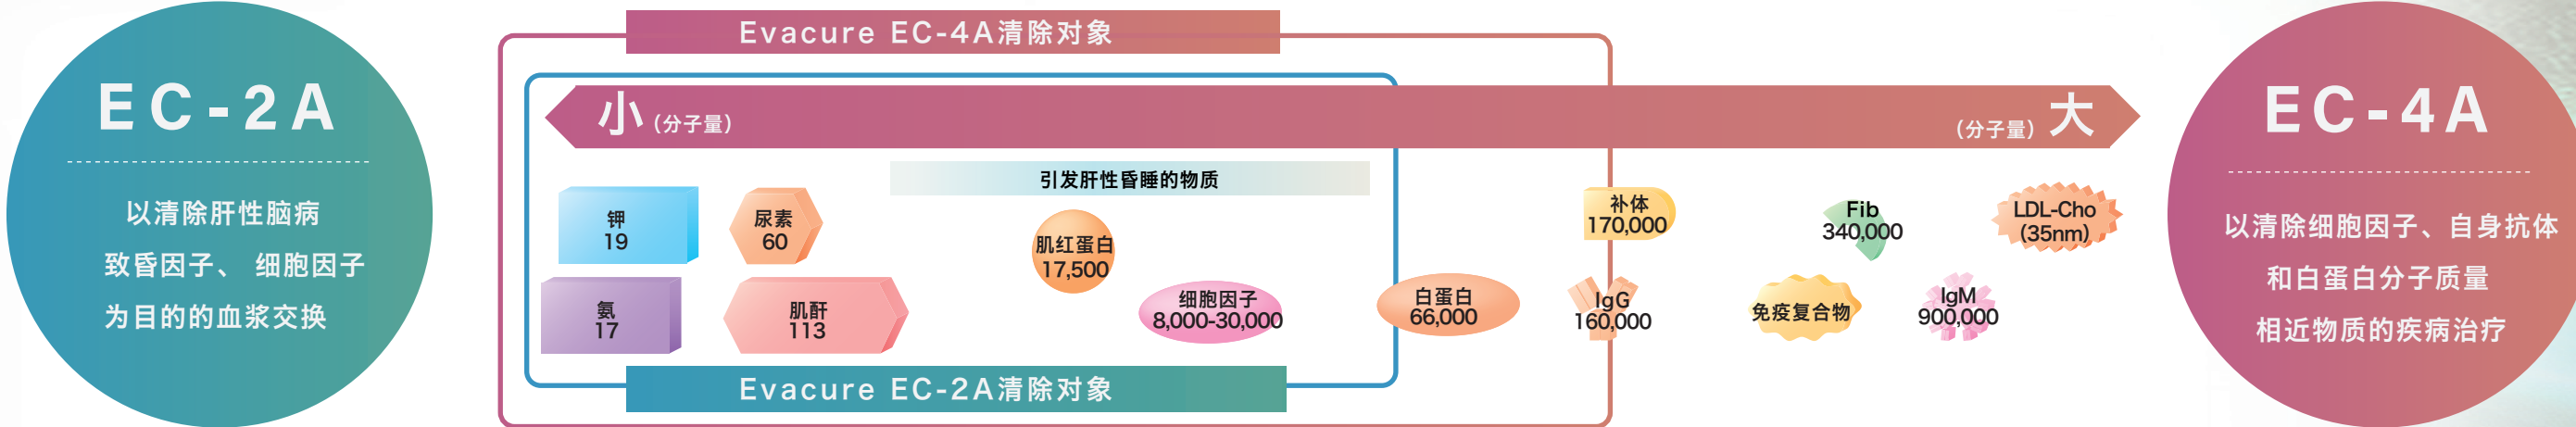 EC-2A
以清除肝性脑病
致昏因子、 细胞因子
为目的的血浆交换
Evacure EC-4A清除对象
小 (分子量)
(分子量) 大
引发肝性昏睡的物质
钾
19
尿素
60
肌红蛋白
17,500
补体
170,000
Fib
340,000
LDL-Cho
(35nm)
氨
17
肌酐
113
细胞因子
8,000-30,000
白蛋白
66,000
IgG
160,000
免疫复合物
IgM
900,000
Evacure EC-2A清除对象
EC-4A
以清除细胞因子、自身抗体
和白蛋白分子质量
相近物质的疾病治疗